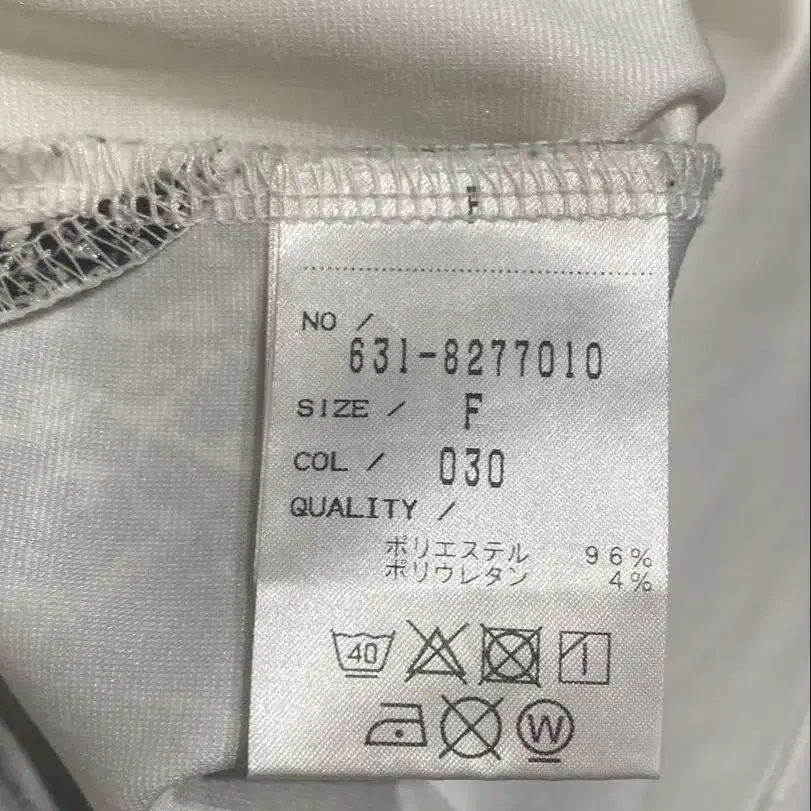 NO /
631-8277010
SIZE / F
COL / 030
QUALITY /
ポリエステル 96%
ポリウレタン 4%
40
W